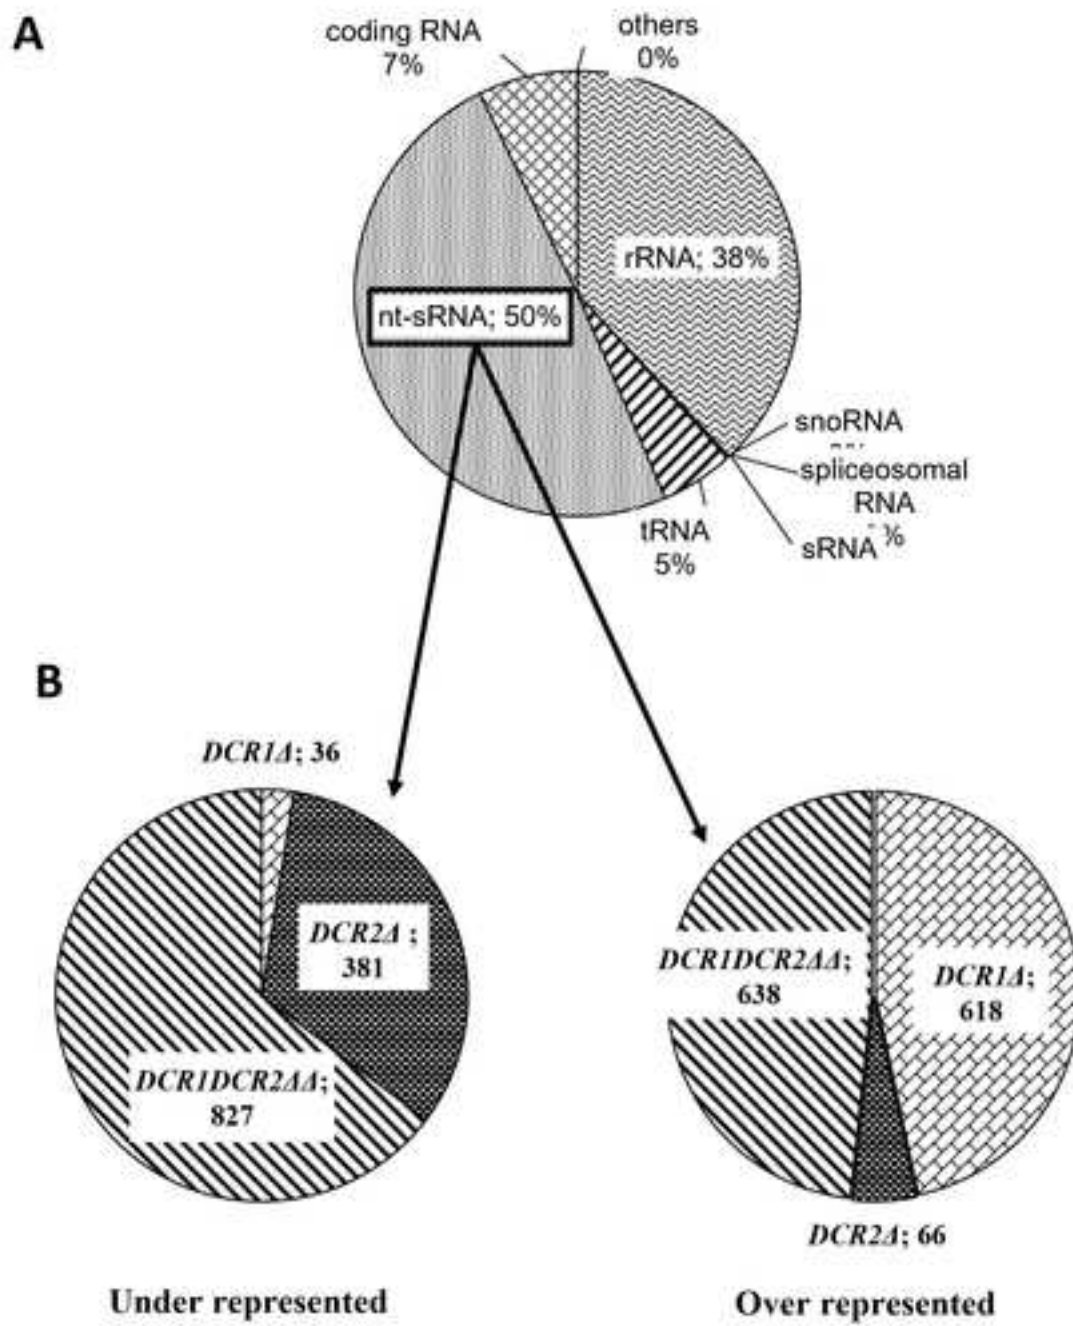 A
coding RNA
7%
others
0%
rRNA; 38%
nt-sRNA; 50%
snoRNA
spliceosomal
RNA
%
sRNA
tRNA
5%
B
DCR1Δ; 36
DCR2Δ ;
381
DCR1DCR2ΔΔ;
827
Under represented
DCR1DCR2ΔΔ;
638
DCR1Δ;
618
DCR2Δ; 66
Over represented